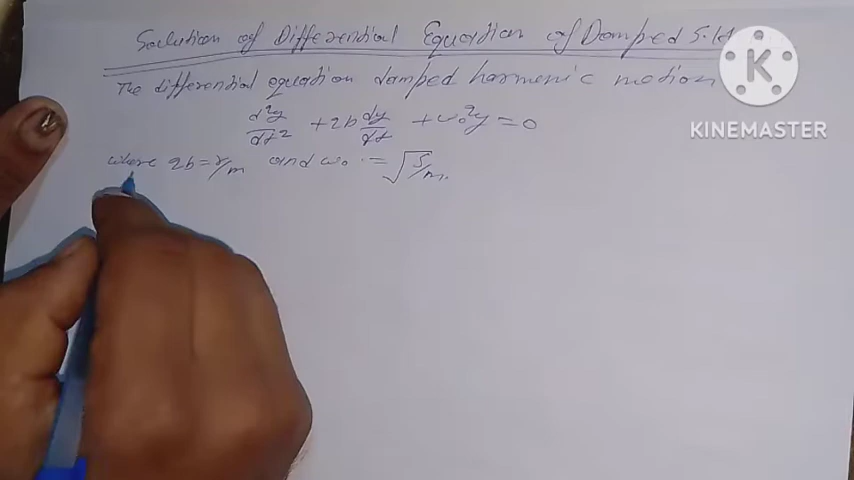 Solution of Differential Equation of Damped S.H
The differential equation damped harmonic motion
d²y/dt² + 2b dy/dt + ω₀²y = 0
where 2b = r/m and ω₀ = √S/m.
K
KINEMASTER